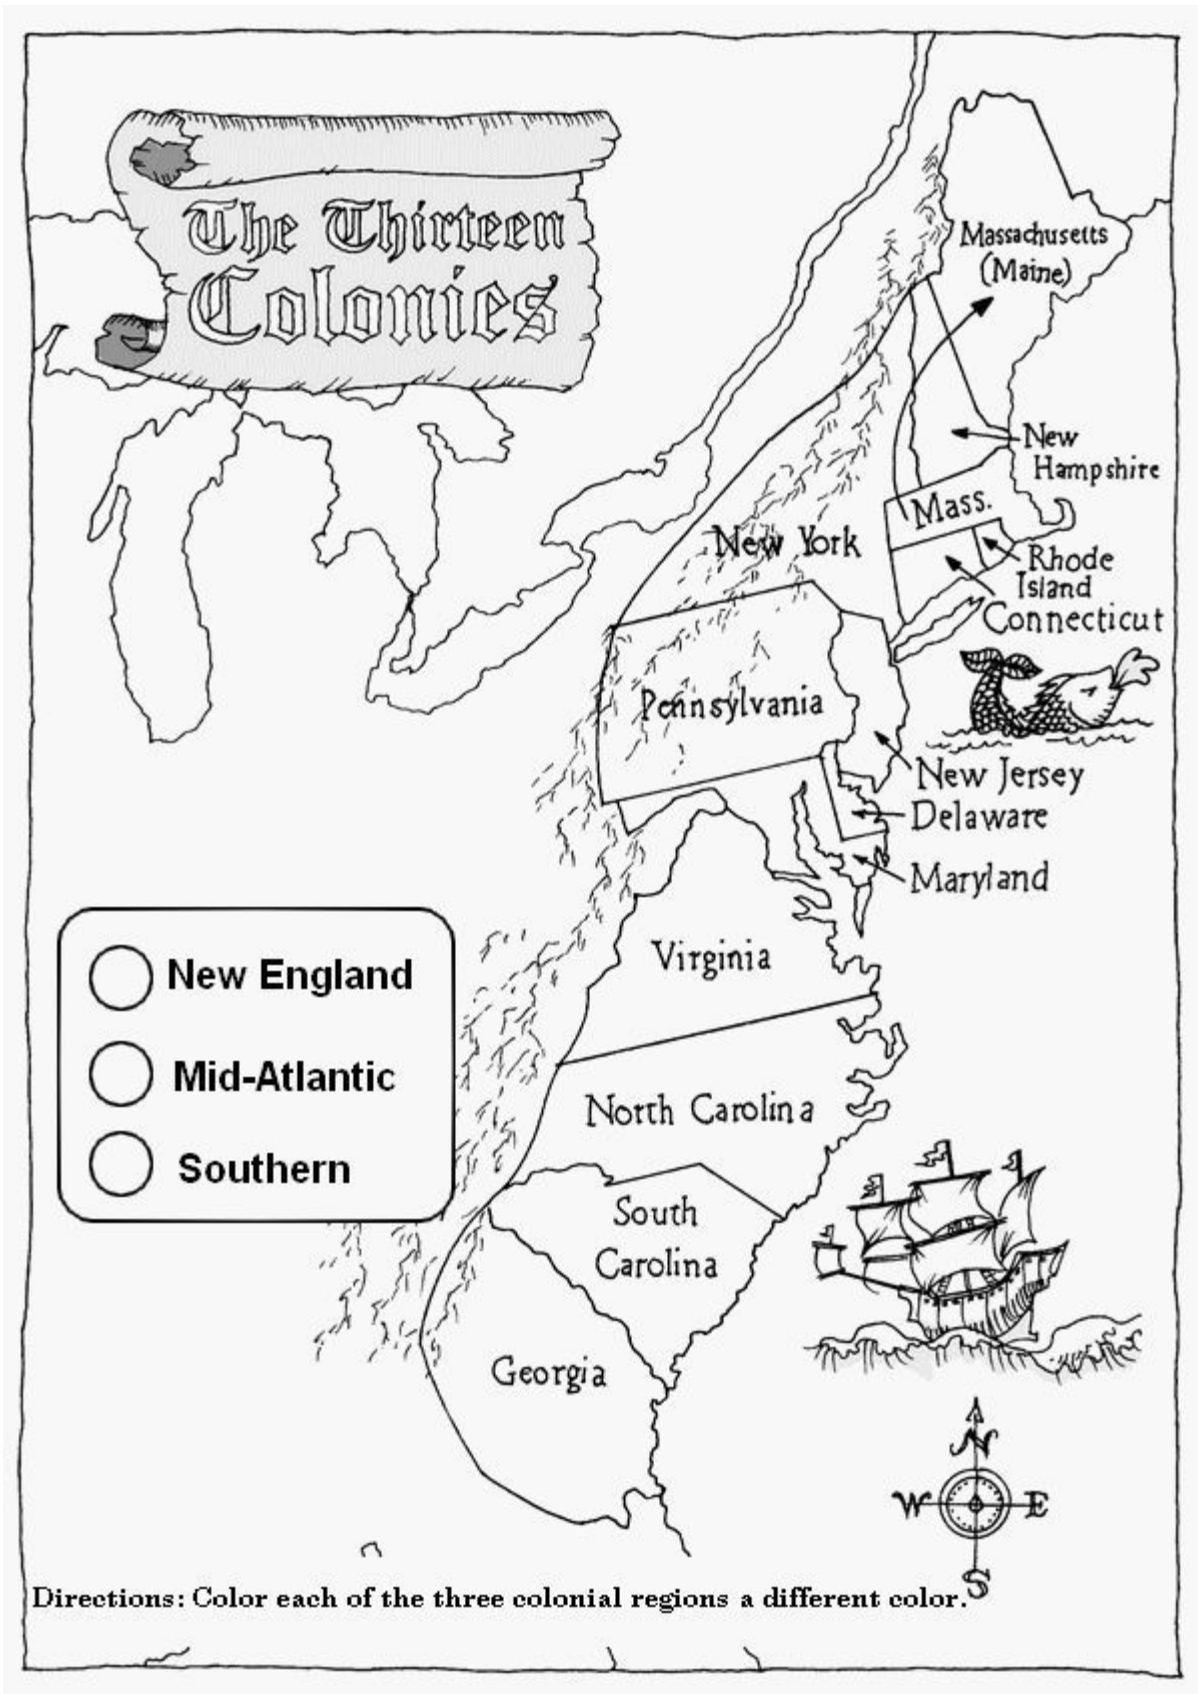 The Thirteen
Colonies
Massachusetts
(Maine)
New
Hampshire
Mass.
New York
Rhode
Island
Connecticut
Pennsylvania
New Jersey
Delaware
Maryland
Virginia
New England
Mid-Atlantic
Southern
North Carolina
South
Carolina
Georgia
N
W E
S
Directions: Color each of the three colonial regions a different color.